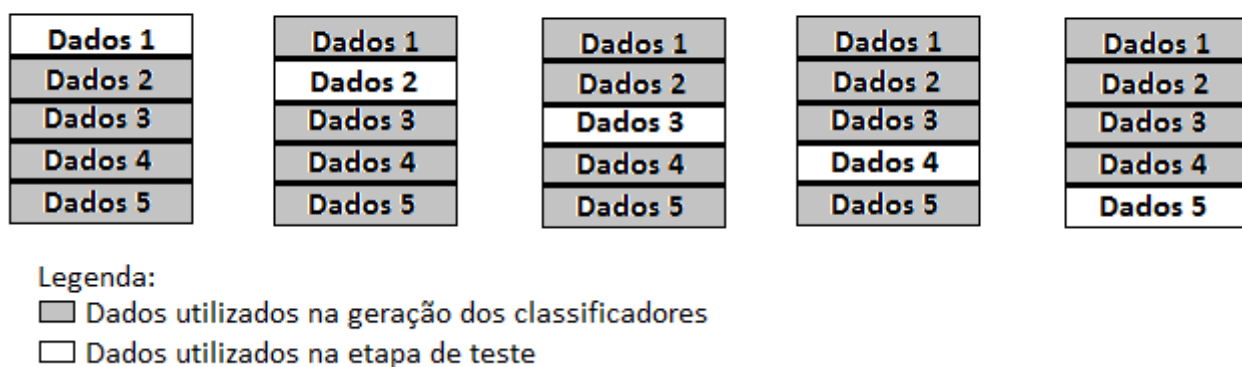 Dados 1 Dados 1 Dados 1 Dados 1 Dados 1
Dados 2 Dados 2 Dados 2 Dados 2 Dados 2
Dados 3 Dados 3 Dados 3 Dados 3 Dados 3
Dados 4 Dados 4 Dados 4 Dados 4 Dados 4
Dados 5 Dados 5 Dados 5 Dados 5 Dados 5
Legenda:
Dados utilizados na geração dos classificadores
Dados utilizados na etapa de teste